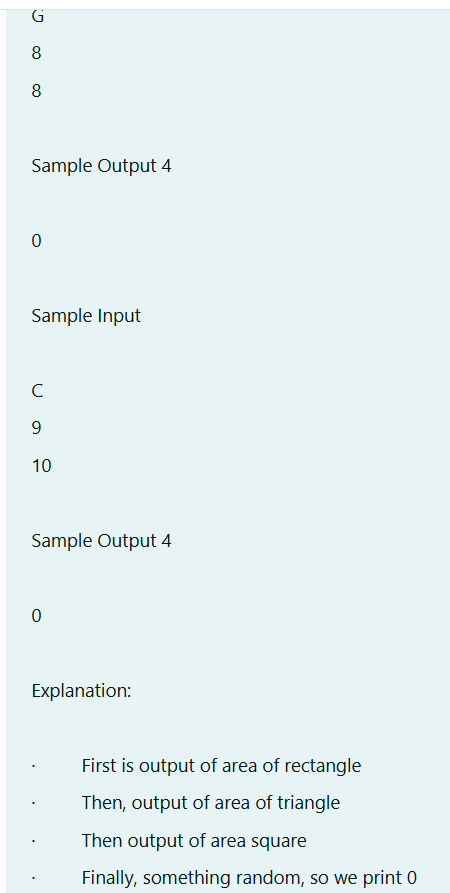 G
8
8
Sample Output 4
0
Sample Input
C
9
10
Sample Output 4
0
Explanation:
· First is output of area of rectangle
· Then, output of area of triangle
· Then output of area square
· Finally, something random, so we print 0